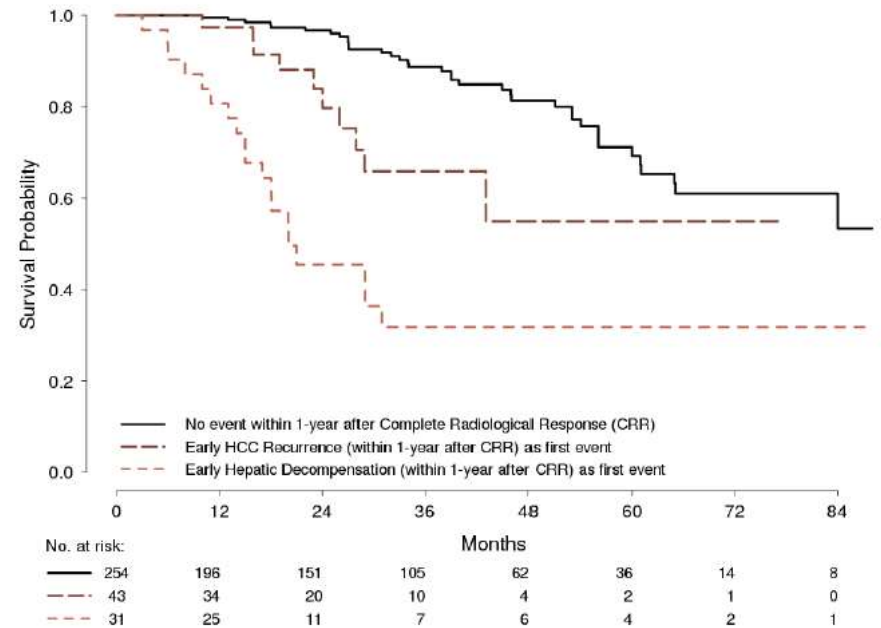 1.0
0.8
0.6
0.4
0.2
0.0
Survival Probability
No event within 1-year after Complete Radiological Response (CRR)
Early HCC Recurrence (within 1-year after CRR) as first event
Early Hepatic Decompensation (within 1-year after CRR) as first event
0 12 24 36 48 60 72 84
Months
No. at risk:
254 196 151 105 62 36 14 8
43 34 20 10 4 2 1 0
31 25 11 7 6 4 2 1